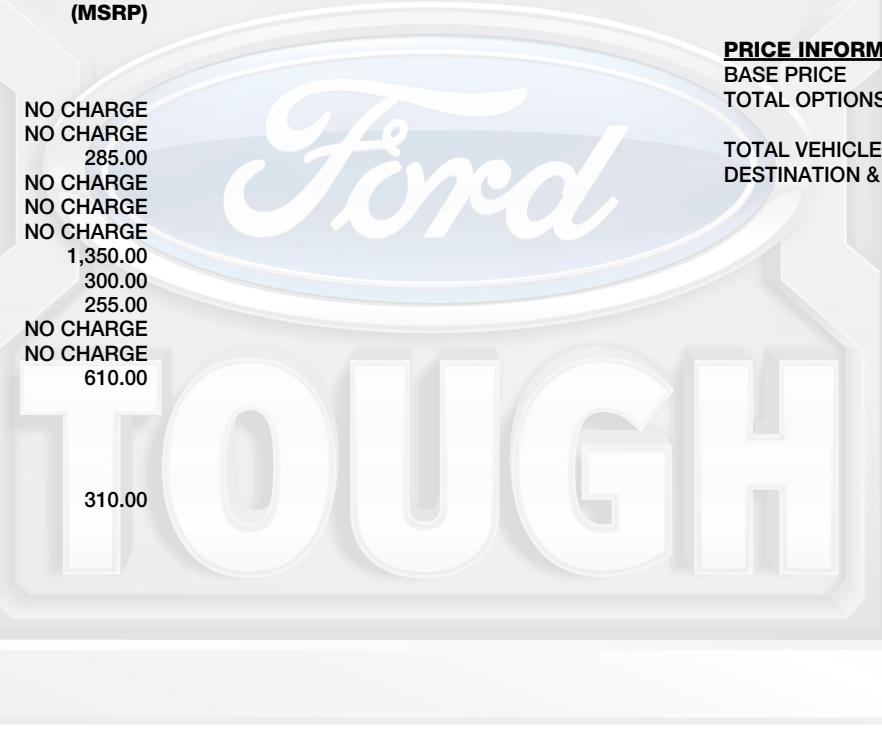 (MSRP)
NO CHARGE
NO CHARGE
285.00
NO CHARGE
NO CHARGE
NO CHARGE
1,350.00
300.00
255.00
NO CHARGE
NO CHARGE
610.00
310.00
PRICE INFORM
BASE PRICE
TOTAL OPTIONS
TOTAL VEHICLE
DESTINATION &
Ford
TOUGH